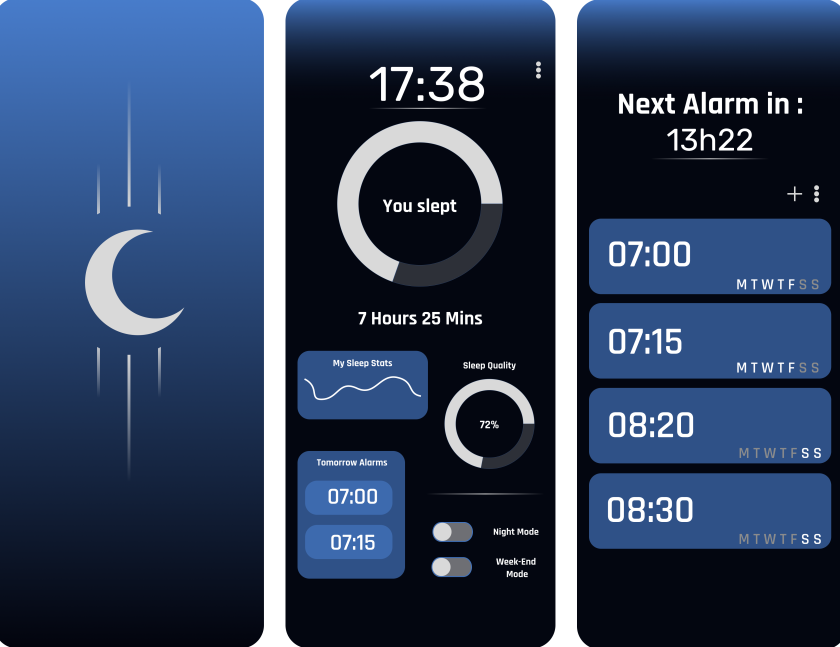 17:38
You slept
7 Hours 25 Mins
My Sleep Stats
Sleep Quality
72%
Tomorrow Alarms
07:00
07:15
Night Mode
Week-End
Mode
Next Alarm in :
13h22
07:00
M T W T F S S
07:15
M T W T F S S
08:20
M T W T F S S
08:30
M T W T F S S